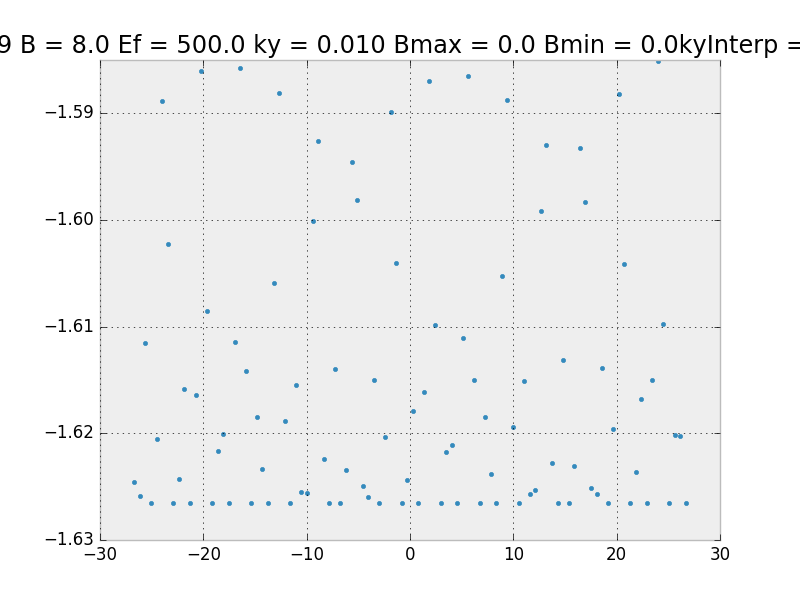 9 B = 8.0 Ef = 500.0 ky = 0.010 Bmax = 0.0 Bmin = 0.0kyInterp =
−1.59
−1.60
−1.61
−1.62
−1.63
−30 −20 −10 0 10 20 30